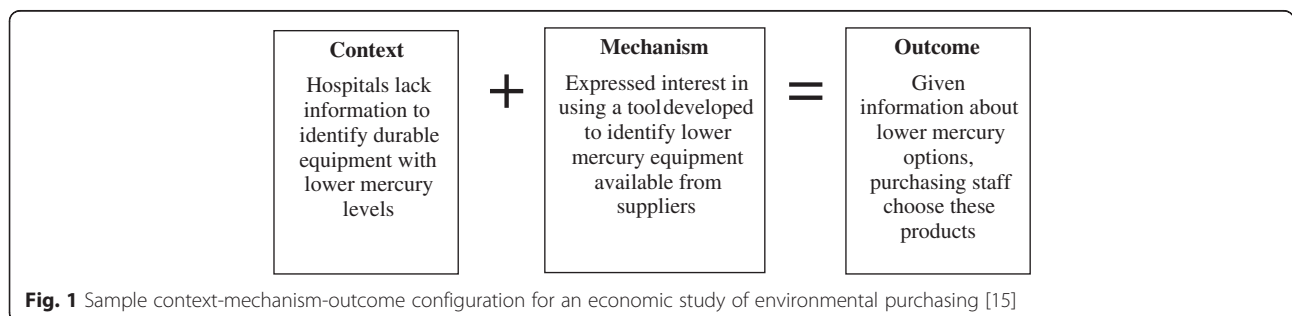 Context
Hospitals lack
information to
identify durable
equipment with
lower mercury
levels
+
Mechanism
Expressed interest in
using a tool developed
to identify lower
mercury equipment
available from
suppliers
=
Outcome
Given
information about
lower mercury
options,
purchasing staff
choose these
products
Fig. 1 Sample context-mechanism-outcome configuration for an economic study of environmental purchasing [15]